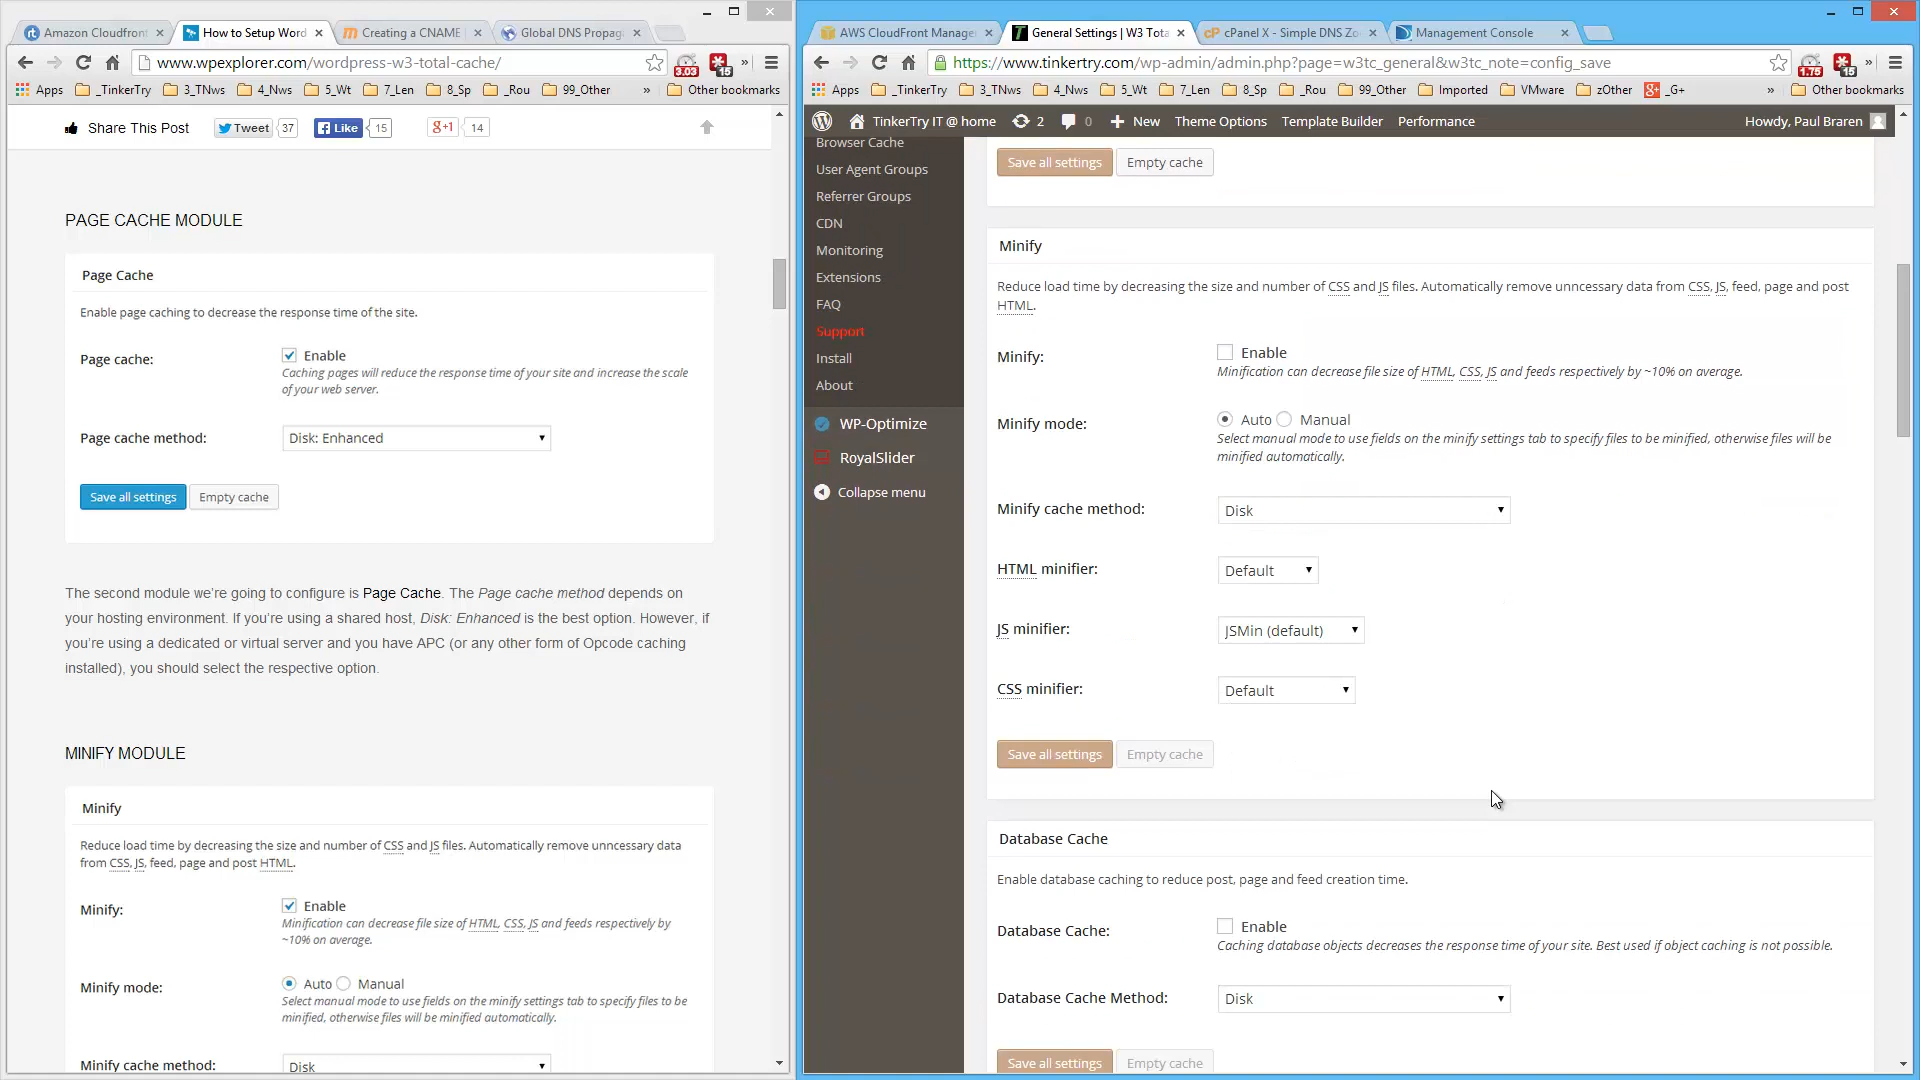 Amazon Cloudfront
How to Setup Word
Creating a CNAME
Global DNS Propag
www.wpexplorer.com/wordpress-w3-total-cache/
3.03
15
Apps
_TinkerTry
3_TNws
4_Nws
5_Wt
7_Len
8_Sp
_Rou
99_Other
»
Other bookmarks
Share This Post
Tweet
37
Like
15
g+1
14
PAGE CACHE MODULE
Page Cache
Enable page caching to decrease the response time of the site.
Page cache:
Enable
Caching pages will reduce the response time of your site and increase the scale
of your web server.
Page cache method:
Disk: Enhanced
Save all settings
Empty cache
The second module we're going to configure is Page Cache. The Page cache method depends on
your hosting environment. If you're using a shared host, Disk: Enhanced is the best option. However, if
you're using a dedicated or virtual server and you have APC (or any other form of Opcode caching
installed), you should select the respective option.
MINIFY MODULE
Minify
Reduce load time by decreasing the size and number of CSS and JS files. Automatically remove unncessary data
from CSS, JS, feed, page and post HTML.
Minify:
Enable
Minification can decrease file size of HTML, CSS, JS and feeds respectively by
~10% on average.
Minify mode:
Auto
Manual
Select manual mode to use fields on the minify settings tab to specify files to be
minified, otherwise files will be minified automatically.
Minify cache method:
Disk
AWS CloudFront Manage
General Settings | W3 Tota
cPanel X - Simple DNS Zo
Management Console
https://www.tinkertry.com/wp-admin/admin.php?page=w3tc_general&w3tc_note=config_save
1.75
15
Apps
_TinkerTry
3_TNws
4_Nws
5_Wt
7_Len
8_Sp
_Rou
99_Other
Imported
VMware
zOther
_G+
»
Other bookmarks
TinkerTry IT @ home
2
0
New
Theme Options
Template Builder
Performance
Howdy, Paul Braren
Browser Cache
User Agent Groups
Referrer Groups
CDN
Monitoring
Extensions
FAQ
Support
Install
About
WP-Optimize
RoyalSlider
Collapse menu
Save all settings
Empty cache
Minify
Reduce load time by decreasing the size and number of CSS and JS files. Automatically remove unncessary data from CSS, JS, feed, page and post
HTML.
Minify:
Enable
Minification can decrease file size of HTML, CSS, JS and feeds respectively by ~10% on average.
Minify mode:
Auto
Manual
Select manual mode to use fields on the minify settings tab to specify files to be minified, otherwise files will be
minified automatically.
Minify cache method:
Disk
HTML minifier:
Default
JS minifier:
JSMin (default)
CSS minifier:
Default
Save all settings
Empty cache
Database Cache
Enable database caching to reduce post, page and feed creation time.
Database Cache:
Enable
Caching database objects decreases the response time of your site. Best used if object caching is not possible.
Database Cache Method:
Disk
Save all settings
Empty cache